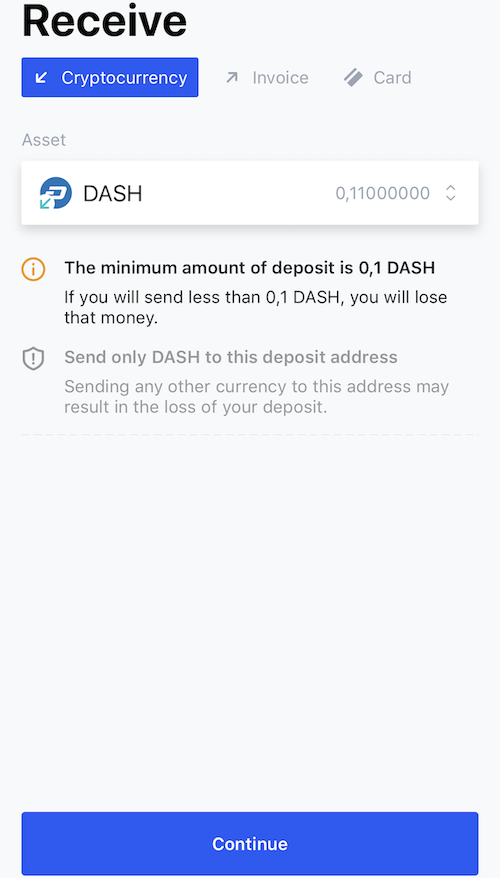 Receive
Cryptocurrency Invoice Card
Asset
DASH 0,11000000
The minimum amount of deposit is 0,1 DASH
If you will send less than 0,1 DASH, you will lose
that money.
Send only DASH to this deposit address
Sending any other currency to this address may
result in the loss of your deposit.
Continue